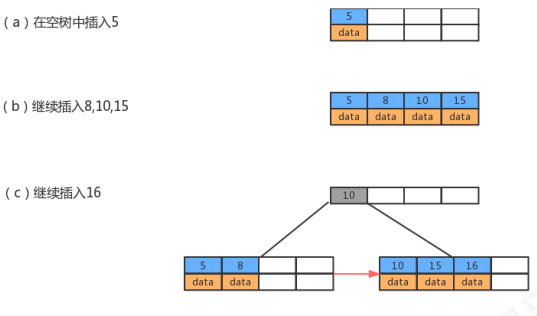 （a）在空树中插入5
5
data
（b）继续插入8,10,15
5 8 10 15
data data data data
（c）继续插入16
10
5 8 10 15 16
data data data data data